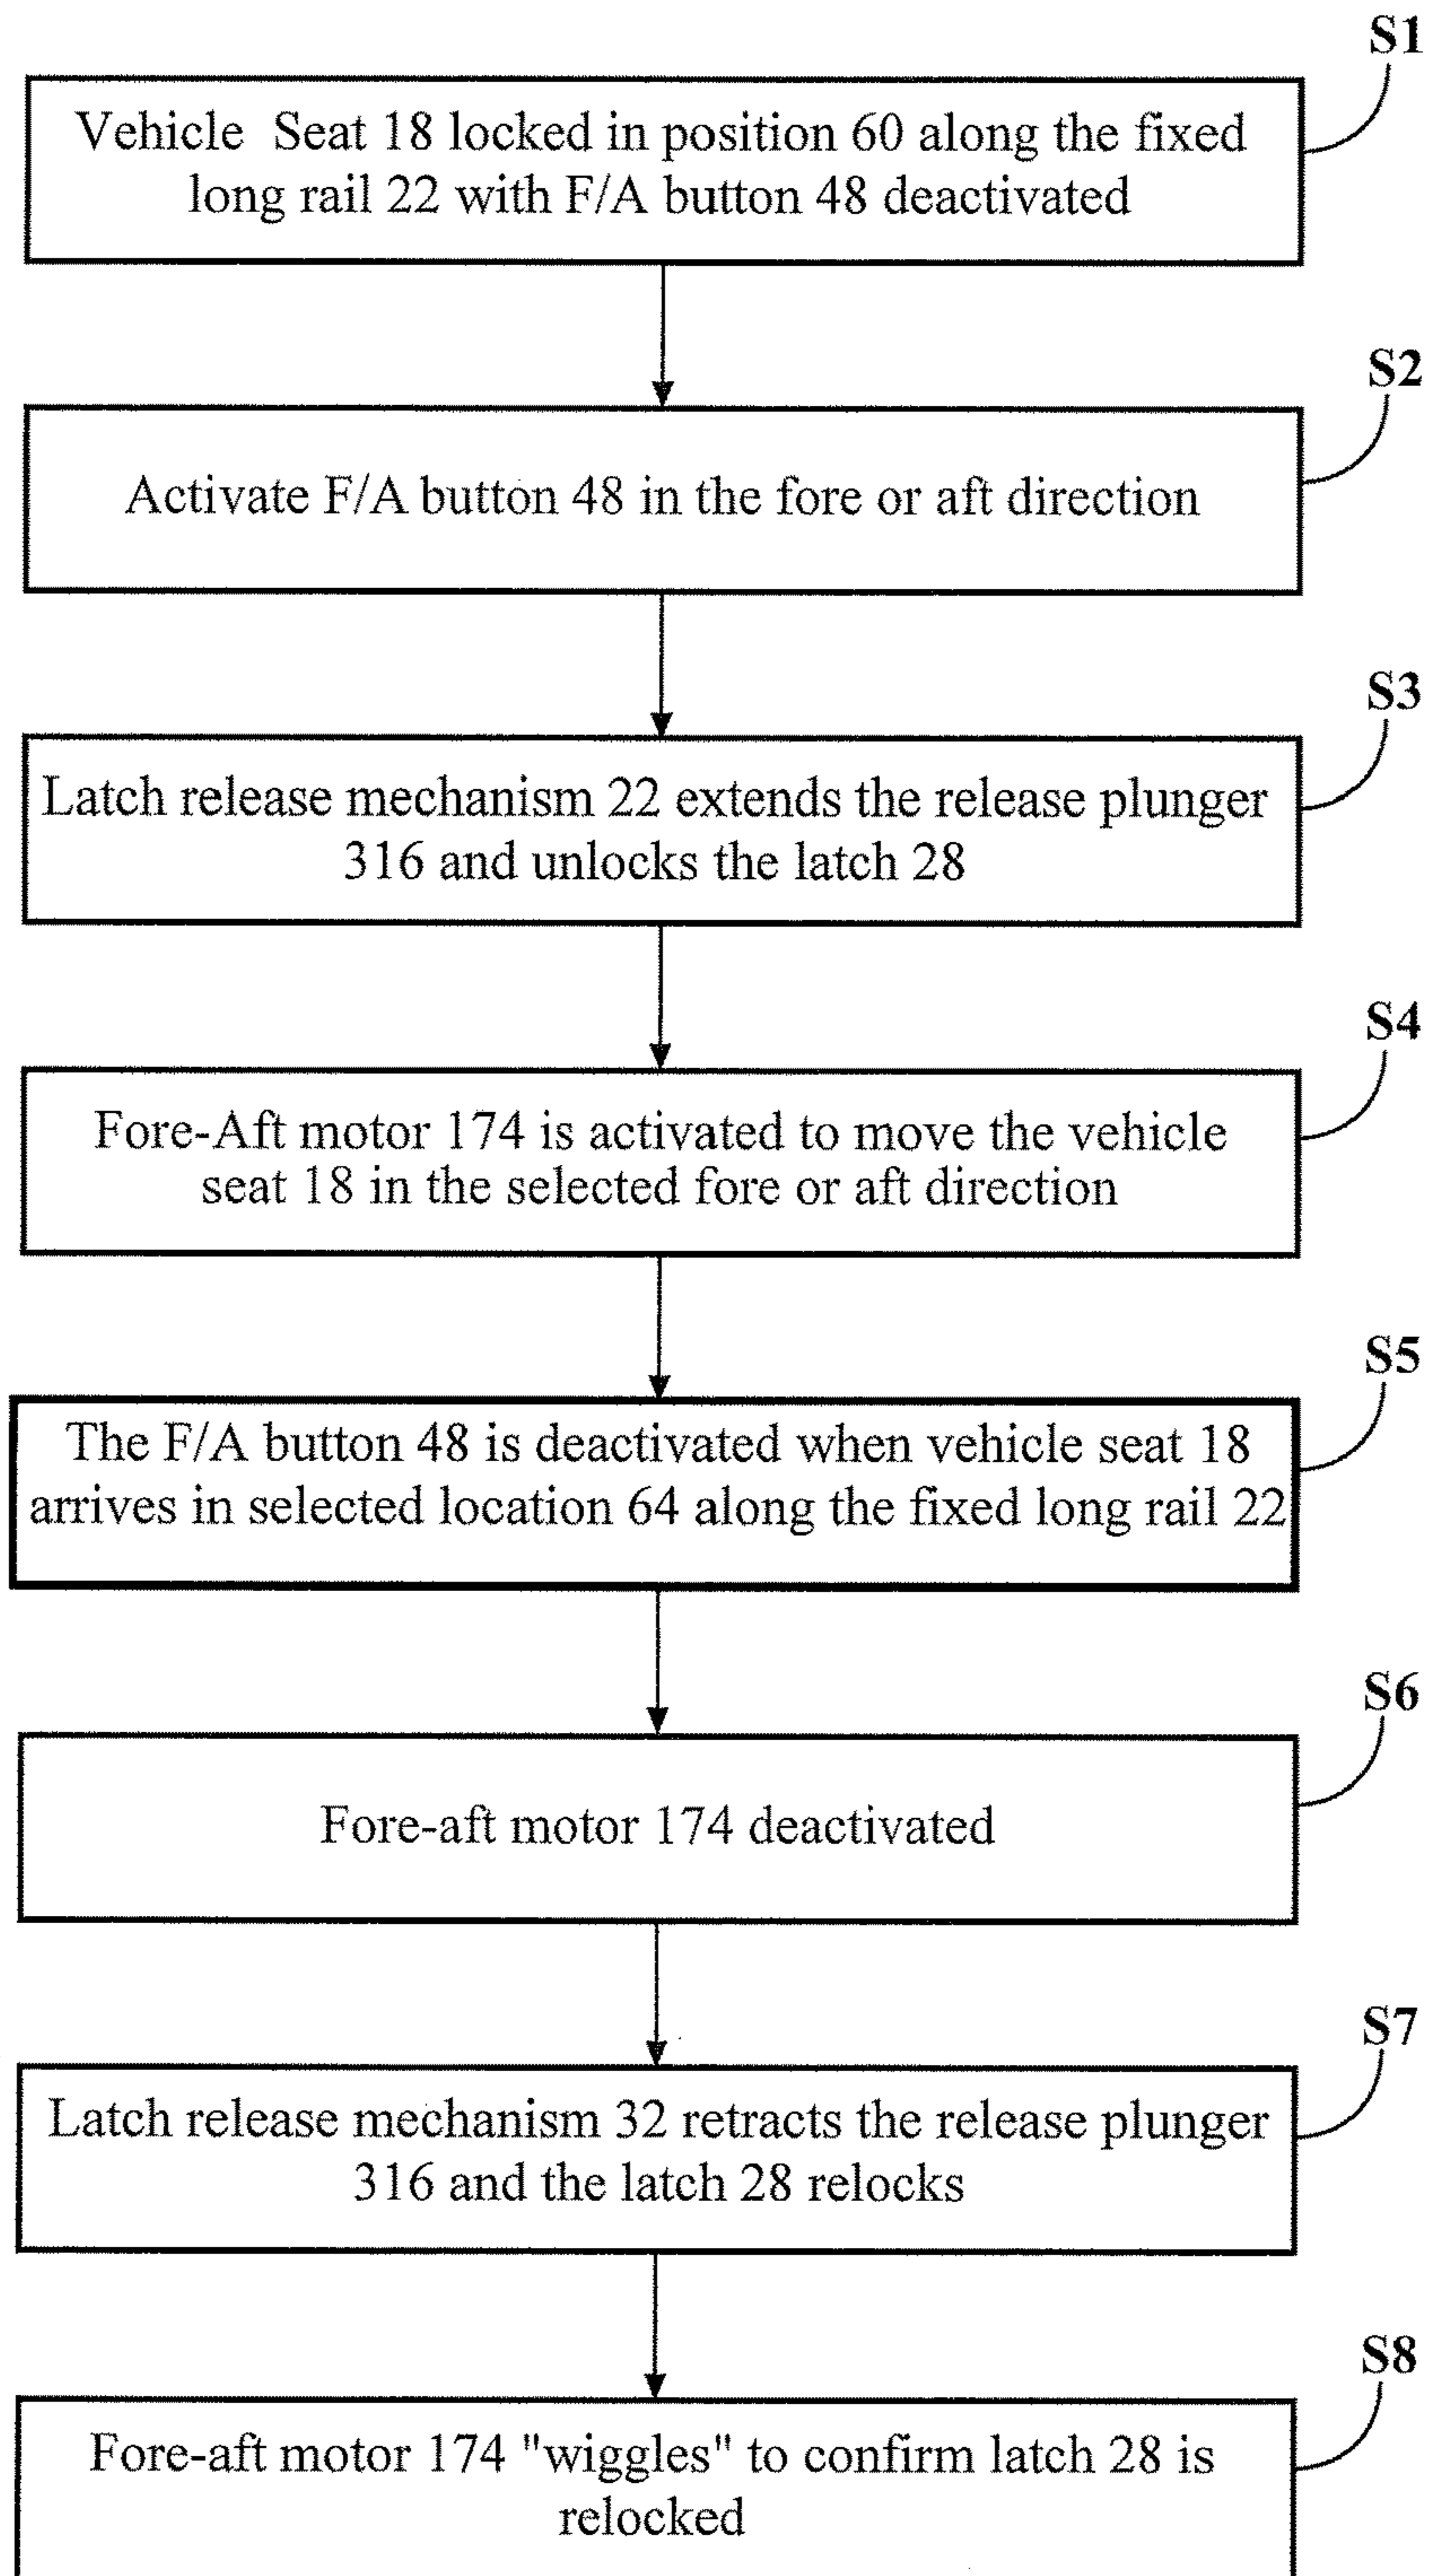 S1
Vehicle Seat 18 locked in position 60 along the fixed
long rail 22 with F/A button 48 deactivated
S2
Activate F/A button 48 in the fore or aft direction
S3
Latch release mechanism 22 extends the release plunger
316 and unlocks the latch 28
S4
Fore-Aft motor 174 is activated to move the vehicle
seat 18 in the selected fore or aft direction
S5
The F/A button 48 is deactivated when vehicle seat 18
arrives in selected location 64 along the fixed long rail 22
S6
Fore-aft motor 174 deactivated
S7
Latch release mechanism 32 retracts the release plunger
316 and the latch 28 relocks
S8
Fore-aft motor 174 "wiggles" to confirm latch 28 is
relocked